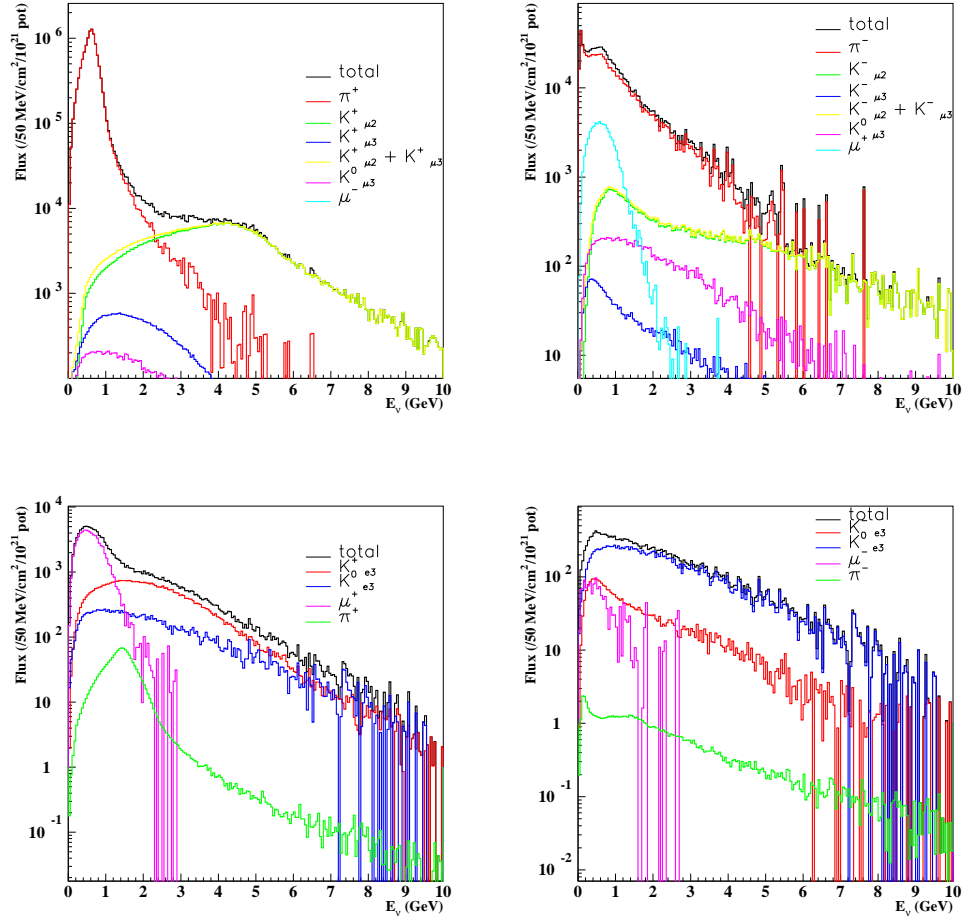 Flux (/50 MeV/cm²/10²¹ pot)
10⁶
10⁵
10⁴
10³
total
π⁺
K⁺ μ2
K⁺ μ3
K⁺ μ2 + K⁺ μ3
K⁰ μ3
μ⁻
0 1 2 3 4 5 6 7 8 9 10
E_ν (GeV)
Flux (/50 MeV/cm²/10²¹ pot)
10⁴
10³
10²
10
total
π⁻
K⁻ μ2
K⁻ μ3
K⁻ μ2 + K⁻ μ3
K⁰ μ3
μ⁺
0 1 2 3 4 5 6 7 8 9 10
E_ν (GeV)
Flux (/50 MeV/cm²/10²¹ pot)
10⁴
10³
10²
10
1
10⁻¹
total
K⁺ e3
K⁰ e3
μ⁺
π⁺
0 1 2 3 4 5 6 7 8 9 10
E_ν (GeV)
Flux (/50 MeV/cm²/10²¹ pot)
10²
10
1
10⁻¹
10⁻²
total
K⁻ e3
K⁰ e3
μ⁻
π⁻
0 1 2 3 4 5 6 7 8 9 10
E_ν (GeV)